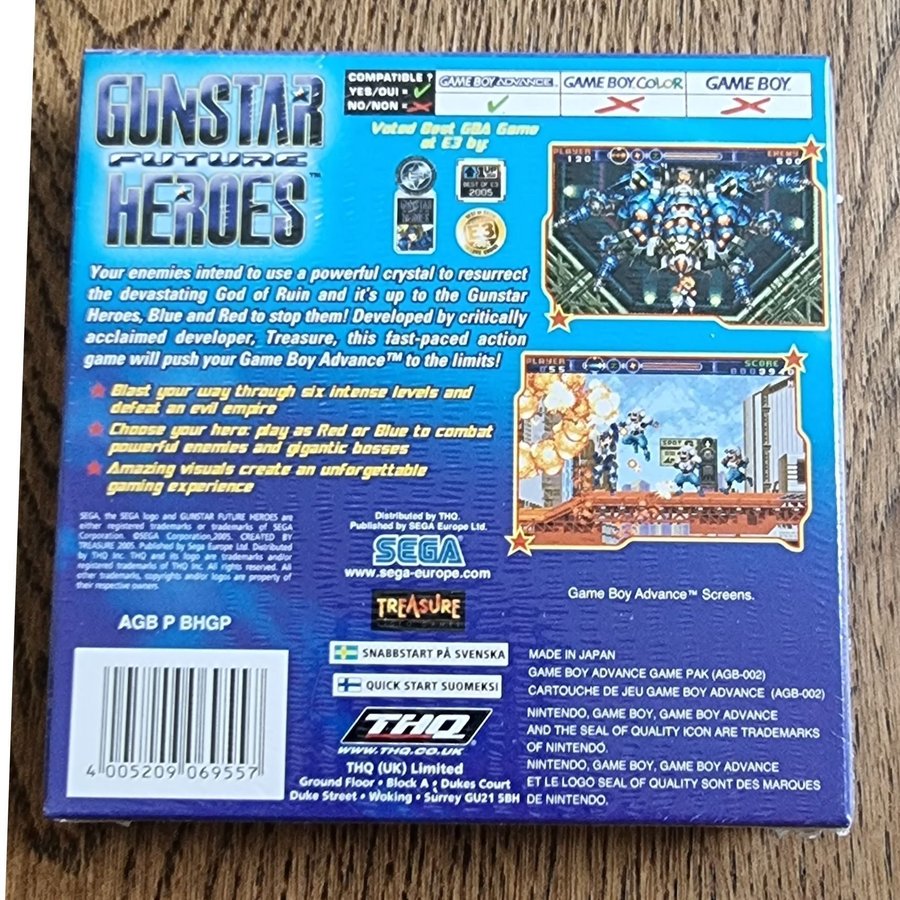 GUNSTAR
FUTURE
HEROES™
COMPATIBLE ?
YES/OUI =
NO/NON =
GAME BOY ADVANCE
GAME BOY COLOR
GAME BOY
Voted Best GBA Game
at E3 by:
BEST OF E3
2005
GUNSTAR
HEROES
E3
PLAYER
120
ENEMY
500
Your enemies intend to use a powerful crystal to resurrect
the devastating God of Ruin and it's up to the Gunstar
Heroes, Blue and Red to stop them! Developed by critically
acclaimed developer, Treasure, this fast-paced action
game will push your Game Boy Advance™ to the limits!
Blast your way through six intense levels and
defeat an evil empire
Choose your hero: play as Red or Blue to combat
powerful enemies and gigantic bosses
Amazing visuals create an unforgettable
gaming experience
PLAYER
55
SCORE
SPOT
Game Boy Advance™ Screens.
SEGA, the SEGA logo and GUNSTAR FUTURE HEROES are
either registered trademarks or trademarks of SEGA
Corporation. ©SEGA Corporation,2005. CREATED BY
TREASURE 2005. Published by Sega Europe Ltd. Distributed
by THQ Inc. THQ and its logo are trademarks and/or
registered trademarks of THQ Inc. All rights reserved. All
other trademarks, copyrights and/or logos are property of
their respective owners.
Distributed by THQ.
Published by SEGA Europe Ltd.
SEGA
www.sega-europe.com
TREASURE
AGB P BHGP
4 005209 069557
SNABBSTART PÅ SVENSKA
QUICK START SUOMEKSI
THQ
WWW.THQ.CO.UK
THQ (UK) Limited
Ground Floor • Block A • Dukes Court
Duke Street • Woking • Surrey GU21 5BH
MADE IN JAPAN
GAME BOY ADVANCE GAME PAK (AGB-002)
CARTOUCHE DE JEU GAME BOY ADVANCE (AGB-002)
NINTENDO, GAME BOY, GAME BOY ADVANCE
AND THE SEAL OF QUALITY ICON ARE TRADEMARKS
OF NINTENDO.
NINTENDO, GAME BOY, GAME BOY ADVANCE
ET LE LOGO SEAL OF QUALITY SONT DES MARQUES
DE NINTENDO.